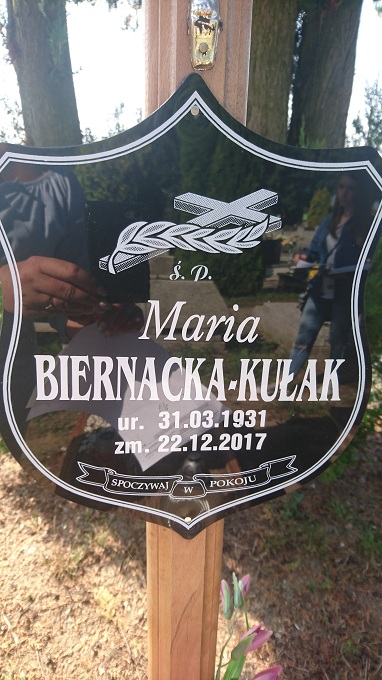 Ś. P.
Maria
BIERNACKA-KUŁAK
ur. 31.03.1931
zm. 22.12.2017
SPOCZYWAJ W POKOJU